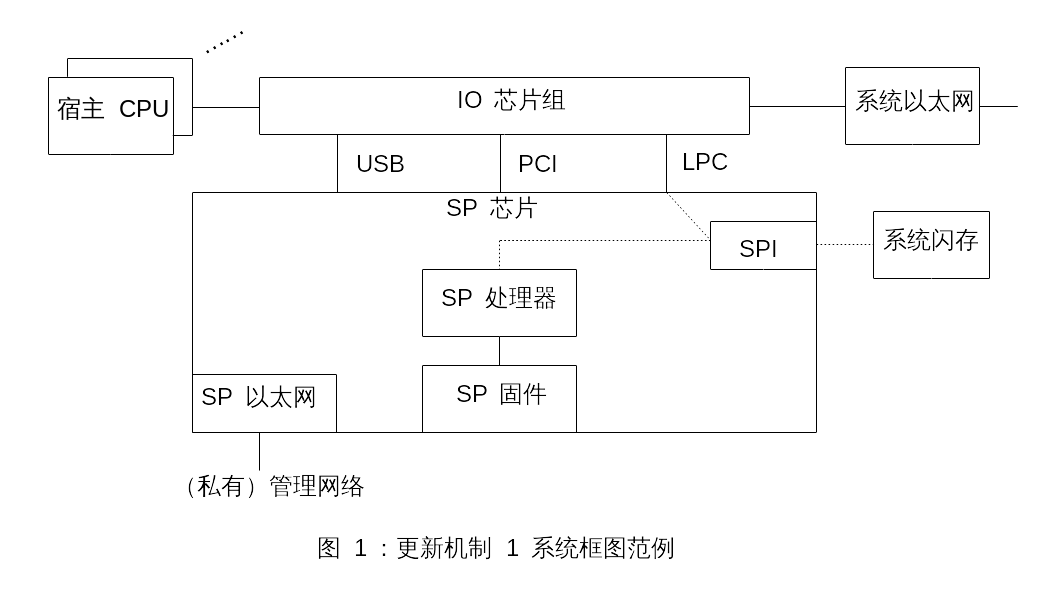 宿主 CPU
IO 芯片组
系统以太网
USB
PCI
LPC
SP 芯片
SPI
系统闪存
SP 处理器
SP 以太网
SP 固件
（私有）管理网络
图 1：更新机制 1 系统框图范例